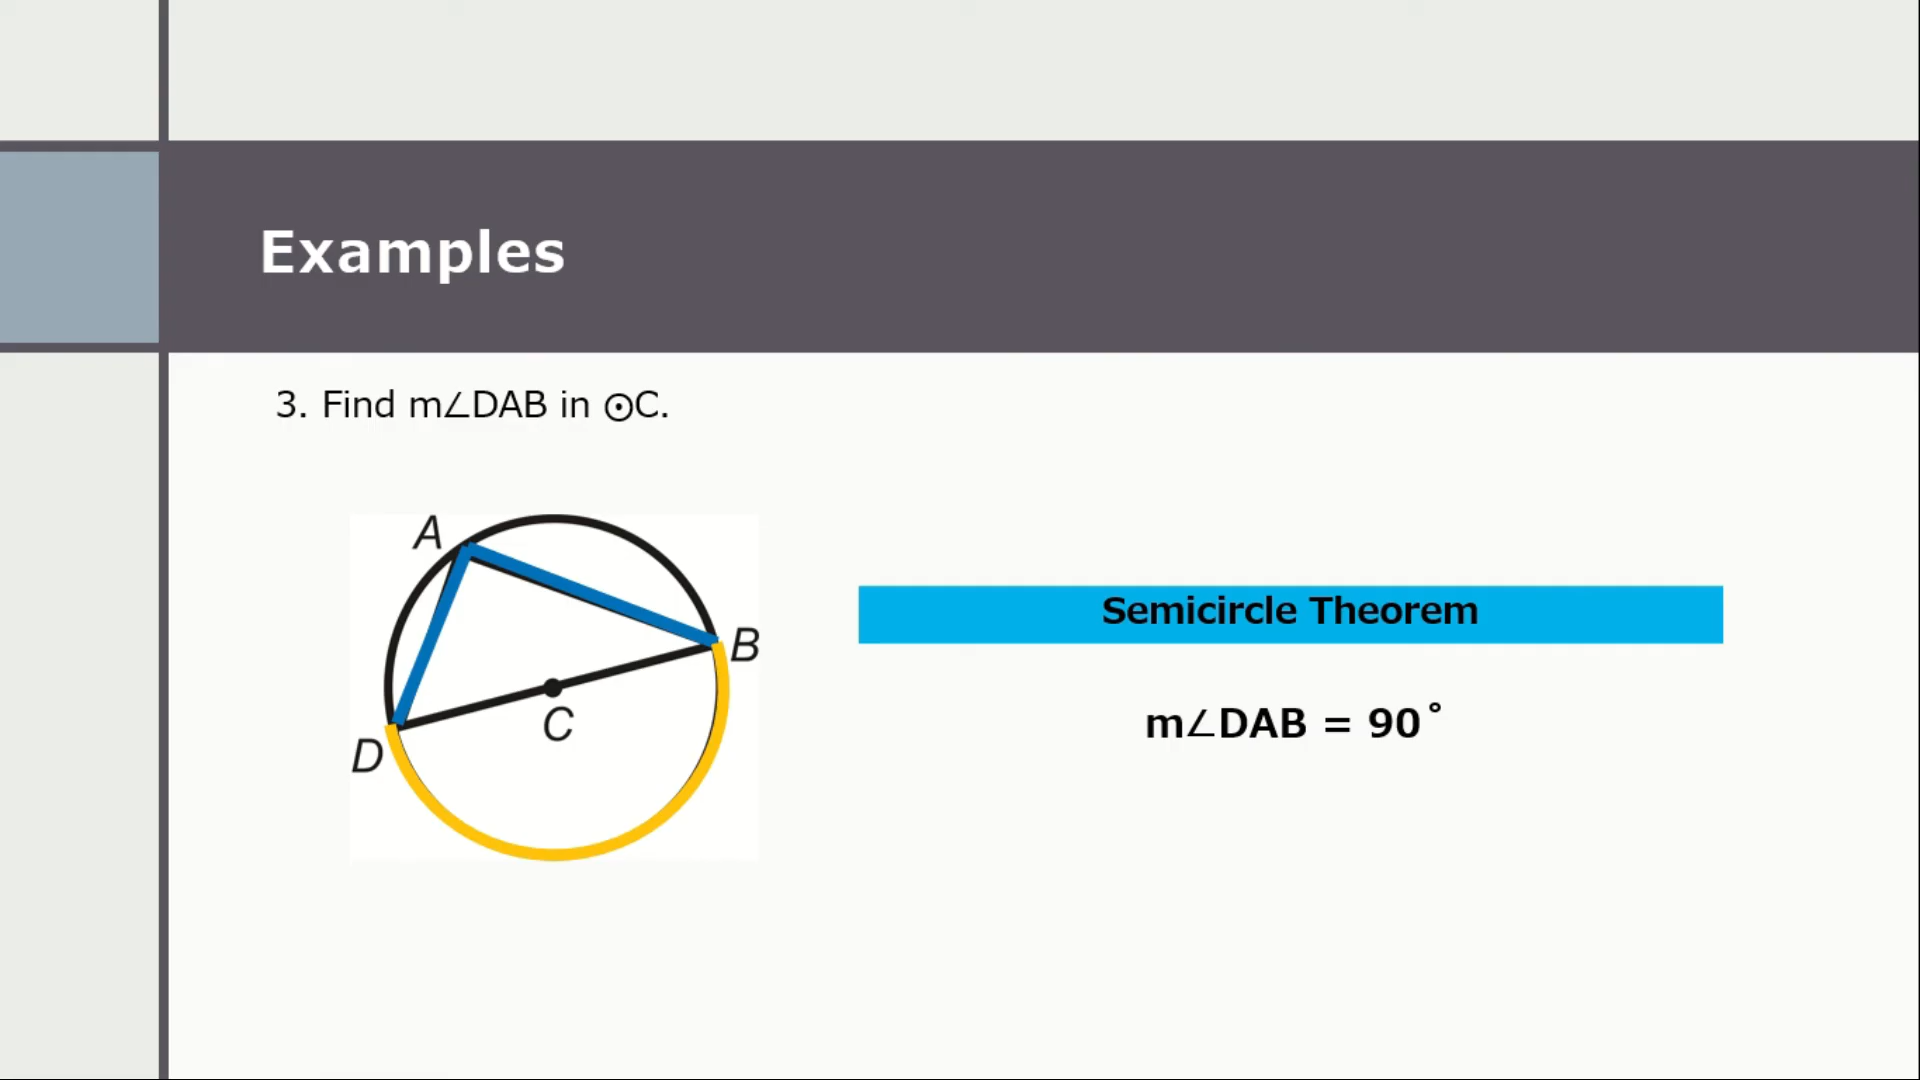 Examples
3. Find m∠DAB in ⊙C.
A
B
C
D
Semicircle Theorem
m∠DAB = 90˚